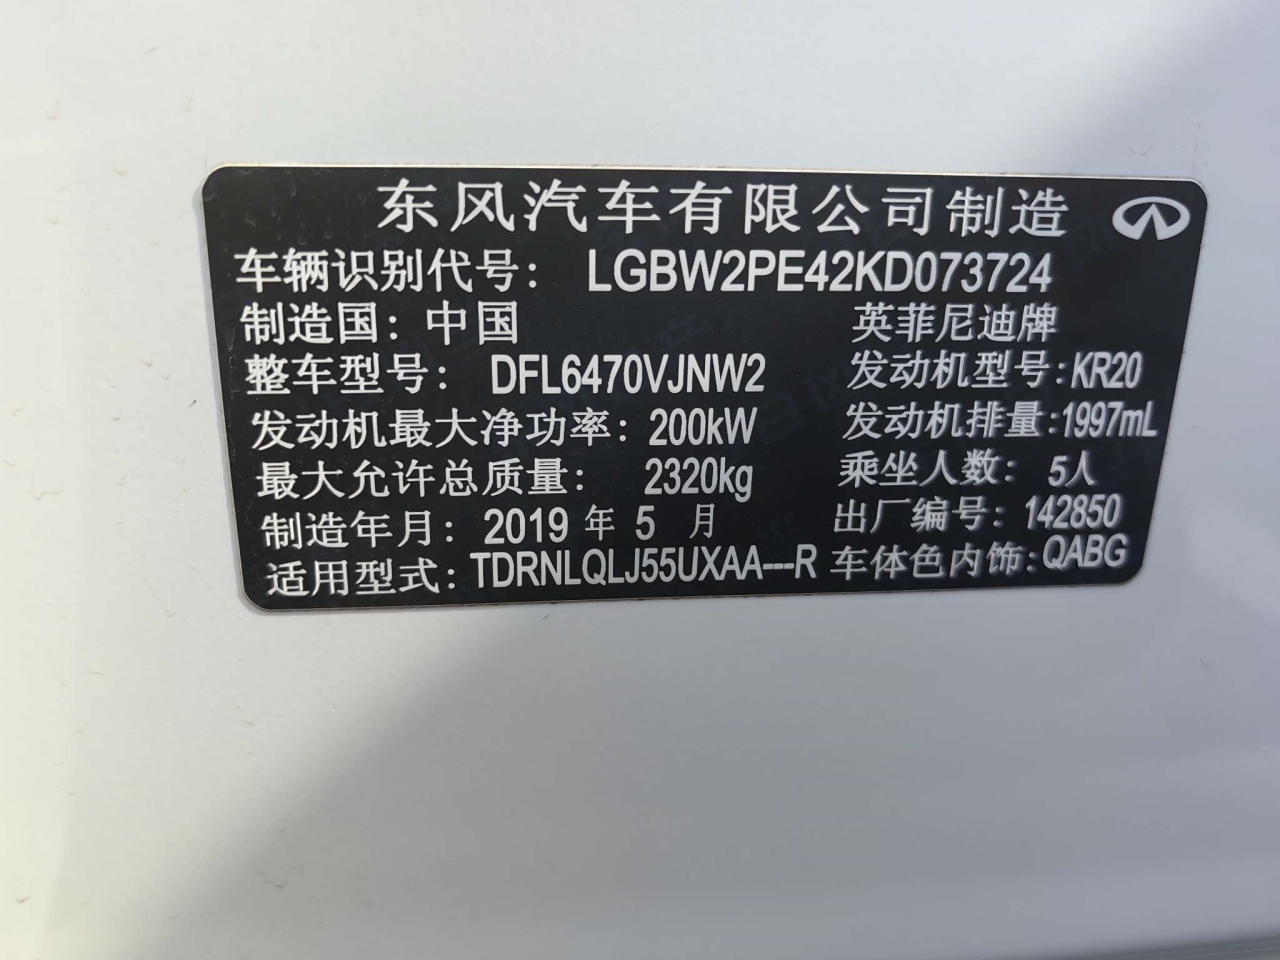 东风汽车有限公司制造
车辆识别代号: LGBW2PE42KD073724
制造国: 中国 英菲尼迪牌
整车型号: DFL6470VJNW2 发动机型号:KR20
发动机最大净功率: 200kW 发动机排量:1997mL
最大允许总质量: 2320kg 乘坐人数: 5人
制造年月: 2019 年 5 月 出厂编号: 142850
适用型式: TDRNLQLJ55UXAA---R 车体色内饰: QABG